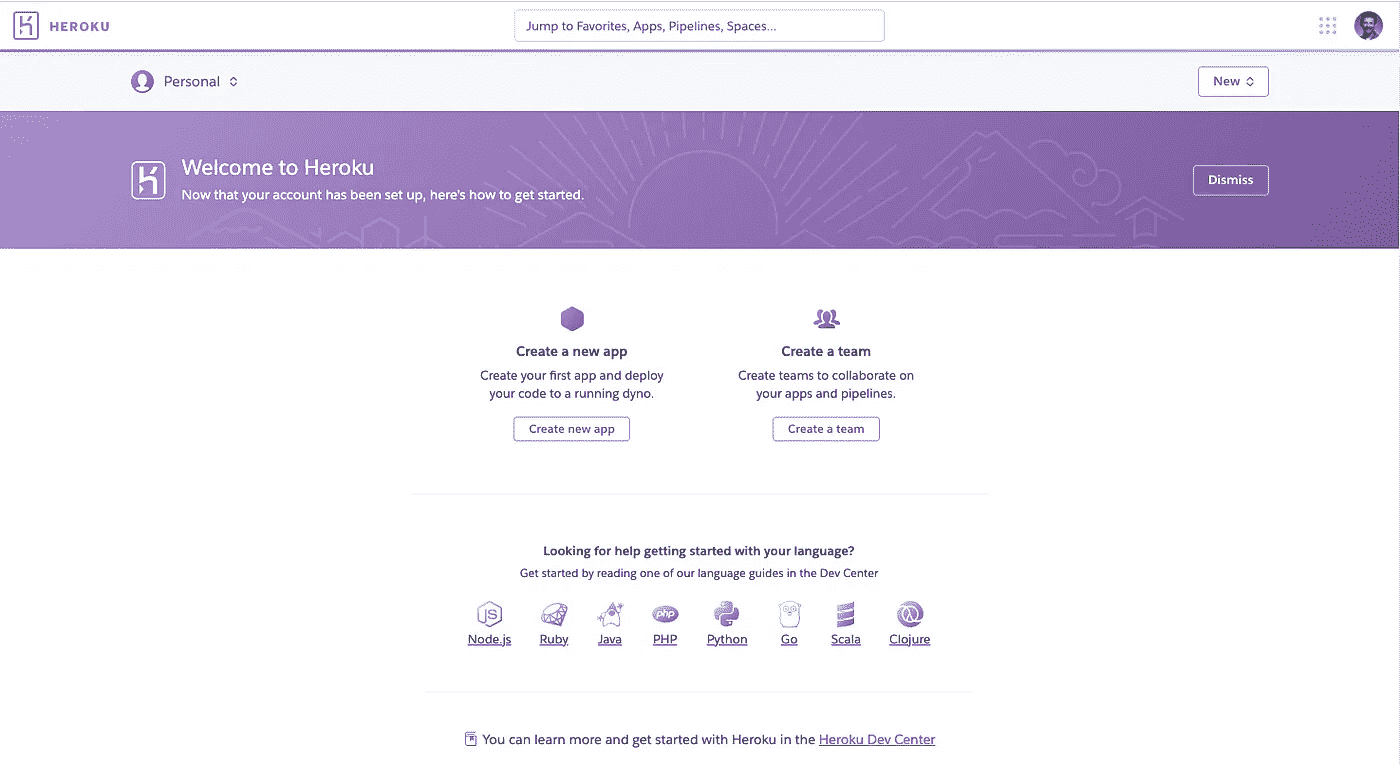 HEROKU
Jump to Favorites, Apps, Pipelines, Spaces...
Personal
New
Welcome to Heroku
Now that your account has been set up, here's how to get started.
Dismiss
Create a new app
Create your first app and deploy
your code to a running dyno.
Create new app
Create a team
Create teams to collaborate on
your apps and pipelines.
Create a team
Looking for help getting started with your language?
Get started by reading one of our language guides in the Dev Center
JS
php
Node.js Ruby Java PHP Python Go Scala Clojure
You can learn more and get started with Heroku in the Heroku Dev Center